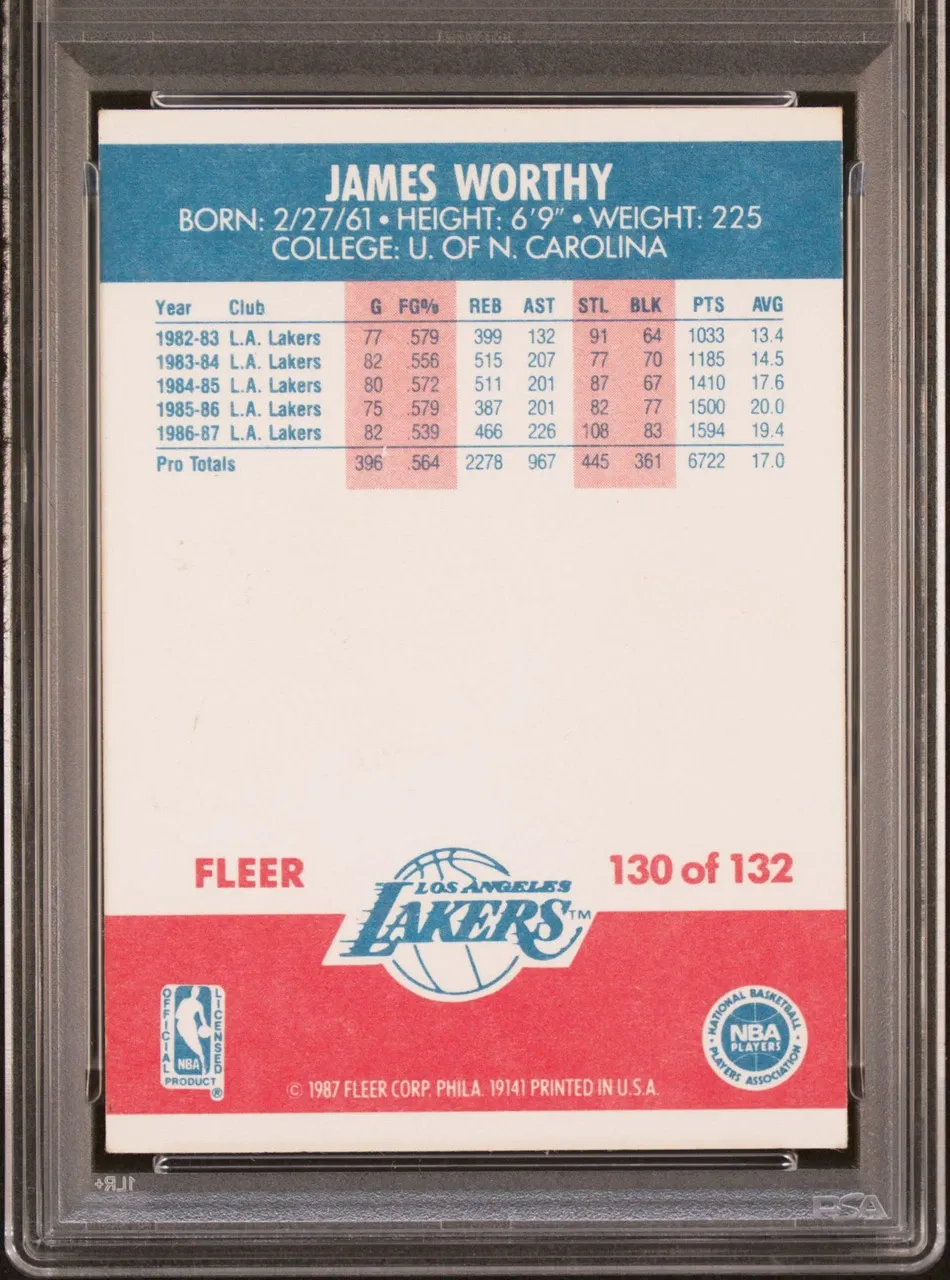 JAMES WORTHY
BORN: 2/27/61 • HEIGHT: 6'9" • WEIGHT: 225
COLLEGE: U. OF N. CAROLINA
Year Club G FG% REB AST STL BLK PTS AVG
1982-83 L.A. Lakers 77 .579 399 132 91 64 1033 13.4
1983-84 L.A. Lakers 82 .556 515 207 77 70 1185 14.5
1984-85 L.A. Lakers 80 .572 511 201 87 67 1410 17.6
1985-86 L.A. Lakers 75 .579 387 201 82 77 1500 20.0
1986-87 L.A. Lakers 82 .539 466 226 108 83 1594 19.4
Pro Totals 396 .564 2278 967 445 361 6722 17.0
FLEER
130 of 132
LOS ANGELES
LAKERS™
OFFICIAL LICENSED
NBA
PRODUCT ®
NATIONAL BASKETBALL
NBA
PLAYERS
• PLAYERS ASSOCIATION •
© 1987 FLEER CORP. PHILA. 19141 PRINTED IN U.S.A.
1LR+
PSA